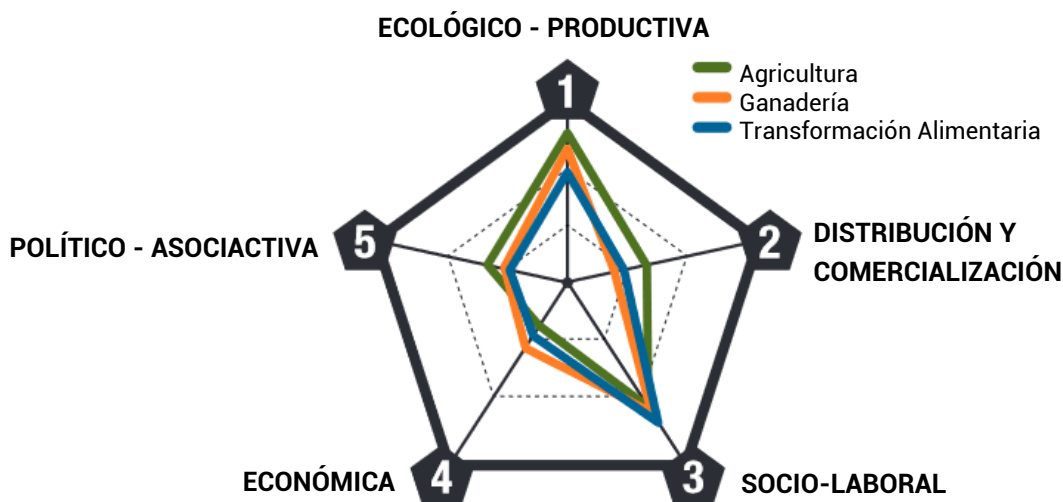 ECOLÓGICO - PRODUCTIVA
1
Agricultura
Ganadería
Transformación Alimentaria
5
2
POLÍTICO - ASOCIACTIVA
DISTRIBUCIÓN Y
COMERCIALIZACIÓN
4
3
ECONÓMICA
SOCIO-LABORAL